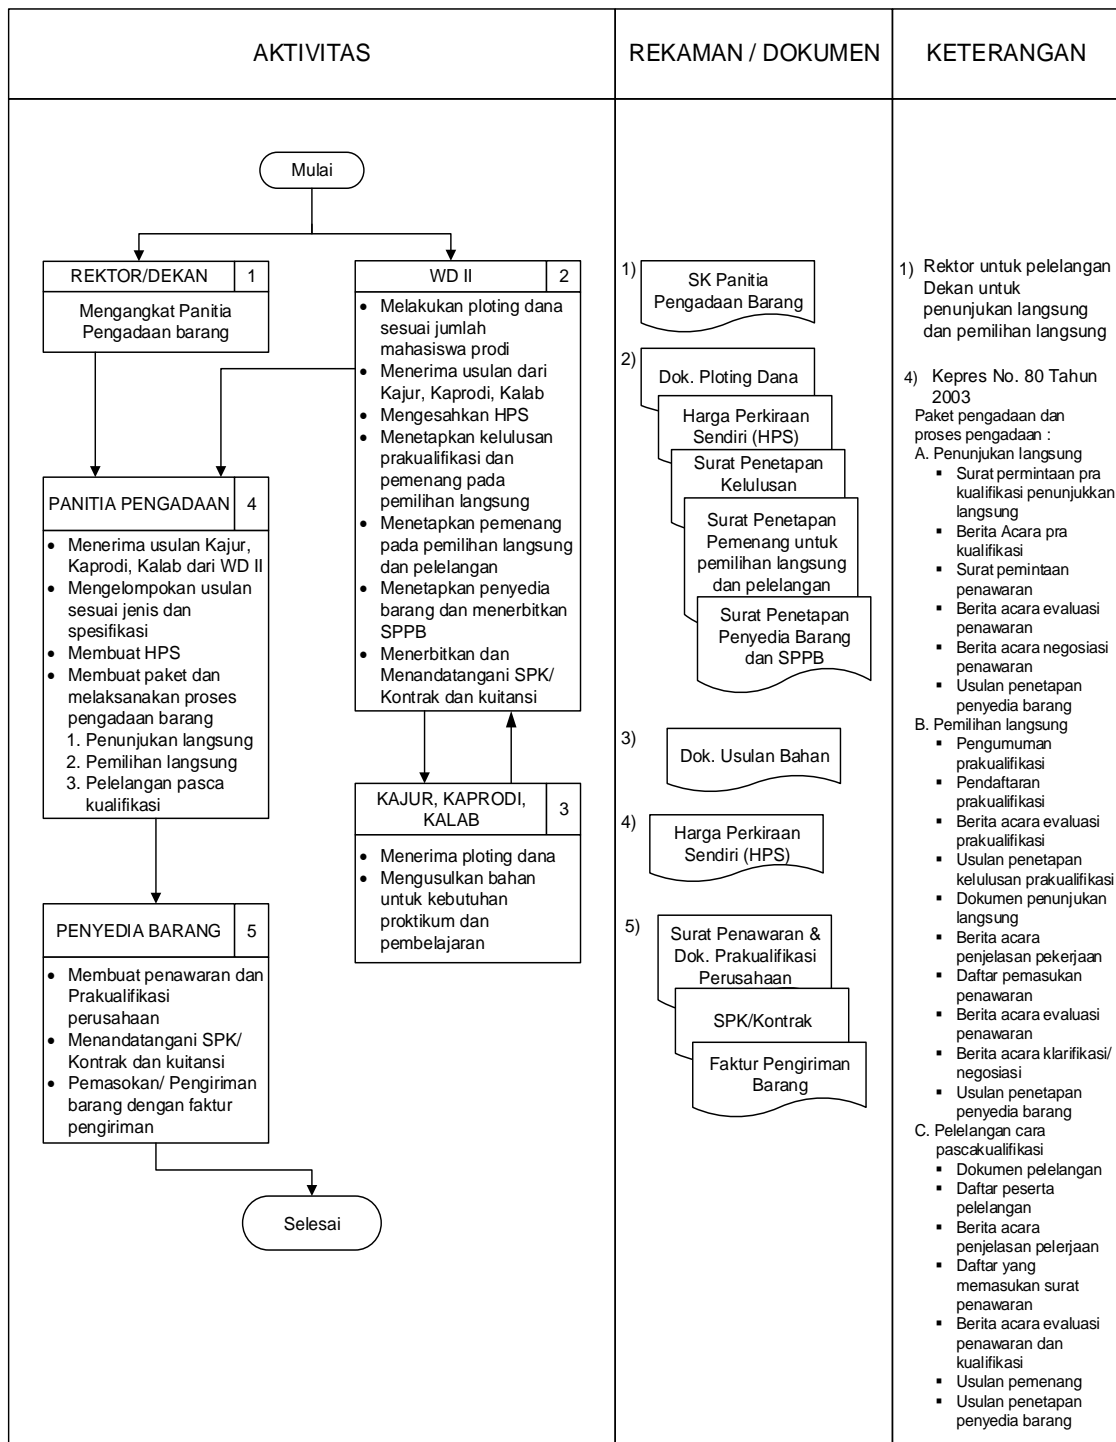 AKTIVITAS
REKAMAN / DOKUMEN
KETERANGAN
Mulai
REKTOR/DEKAN
1
Mengangkat Panitia
Pengadaan barang
WD II
2
• Melakukan ploting dana
sesuai jumlah
mahasiswa prodi
• Menerima usulan dari
Kajur, Kaprodi, Kalab
• Mengesahkan HPS
• Menetapkan kelulusan
prakualifikasi dan
pemenang pada
pemilihan langsung
• Menetapkan pemenang
pada pemilihan langsung
dan pelelangan
• Menetapkan penyedia
barang dan menerbitkan
SPPB
• Menerbitkan dan
Menandatangani SPK/
Kontrak dan kuitansi
PANITIA PENGADAAN
4
• Menerima usulan Kajur,
Kaprodi, Kalab dari WD II
• Mengelompokan usulan
sesuai jenis dan
spesifikasi
• Membuat HPS
• Membuat paket dan
melaksanakan proses
pengadaan barang
1. Penunjukan langsung
2. Pemilihan langsung
3. Pelelangan pasca
kualifikasi
KAJUR, KAPRODI,
KALAB
3
• Menerima ploting dana
• Mengusulkan bahan
untuk kebutuhan
proktikum dan
pembelajaran
PENYEDIA BARANG
5
• Membuat penawaran dan
Prakualifikasi
perusahaan
• Menandatangani SPK/
Kontrak dan kuitansi
• Pemasokan/ Pengiriman
barang dengan faktur
pengiriman
Selesai
1)
SK Panitia
Pengadaan Barang
2)
Dok. Ploting Dana
Harga Perkiraan
Sendiri (HPS)
Surat Penetapan
Kelulusan
Surat Penetapan
Pemenang untuk
pemilihan langsung
dan pelelangan
Surat Penetapan
Penyedia Barang
dan SPPB
3)
Dok. Usulan Bahan
4)
Harga Perkiraan
Sendiri (HPS)
5)
Surat Penawaran &
Dok. Prakualifikasi
Perusahaan
SPK/Kontrak
Faktur Pengiriman
Barang
1) Rektor untuk pelelangan
Dekan untuk
penunjukan langsung
dan pemilihan langsung
4) Kepres No. 80 Tahun
2003
Paket pengadaan dan
proses pengadaan :
A. Penunjukan langsung
▪ Surat permintaan pra
kualifikasi penunjukkan
langsung
▪ Berita Acara pra
kualifikasi
▪ Surat pemintaan
penawaran
▪ Berita acara evaluasi
penawaran
▪ Berita acara negosiasi
penawaran
▪ Usulan penetapan
penyedia barang
B. Pemilihan langsung
▪ Pengumuman
prakualifikasi
▪ Pendaftaran
prakualifikasi
▪ Berita acara evaluasi
prakualifikasi
▪ Usulan penetapan
kelulusan prakualifikasi
▪ Dokumen penunjukan
langsung
▪ Berita acara
penjelasan pekerjaan
▪ Daftar pemasukan
penawaran
▪ Berita acara evaluasi
penawaran
▪ Berita acara klarifikasi/
negosiasi
▪ Usulan penetapan
penyedia barang
C. Pelelangan cara
pascakualifikasi
▪ Dokumen pelelangan
▪ Daftar peserta
pelelangan
▪ Berita acara
penjelasan pelerjaan
▪ Daftar yang
memasukan surat
penawaran
▪ Berita acara evaluasi
penawaran dan
kualifikasi
▪ Usulan pemenang
▪ Usulan penetapan
penyedia barang